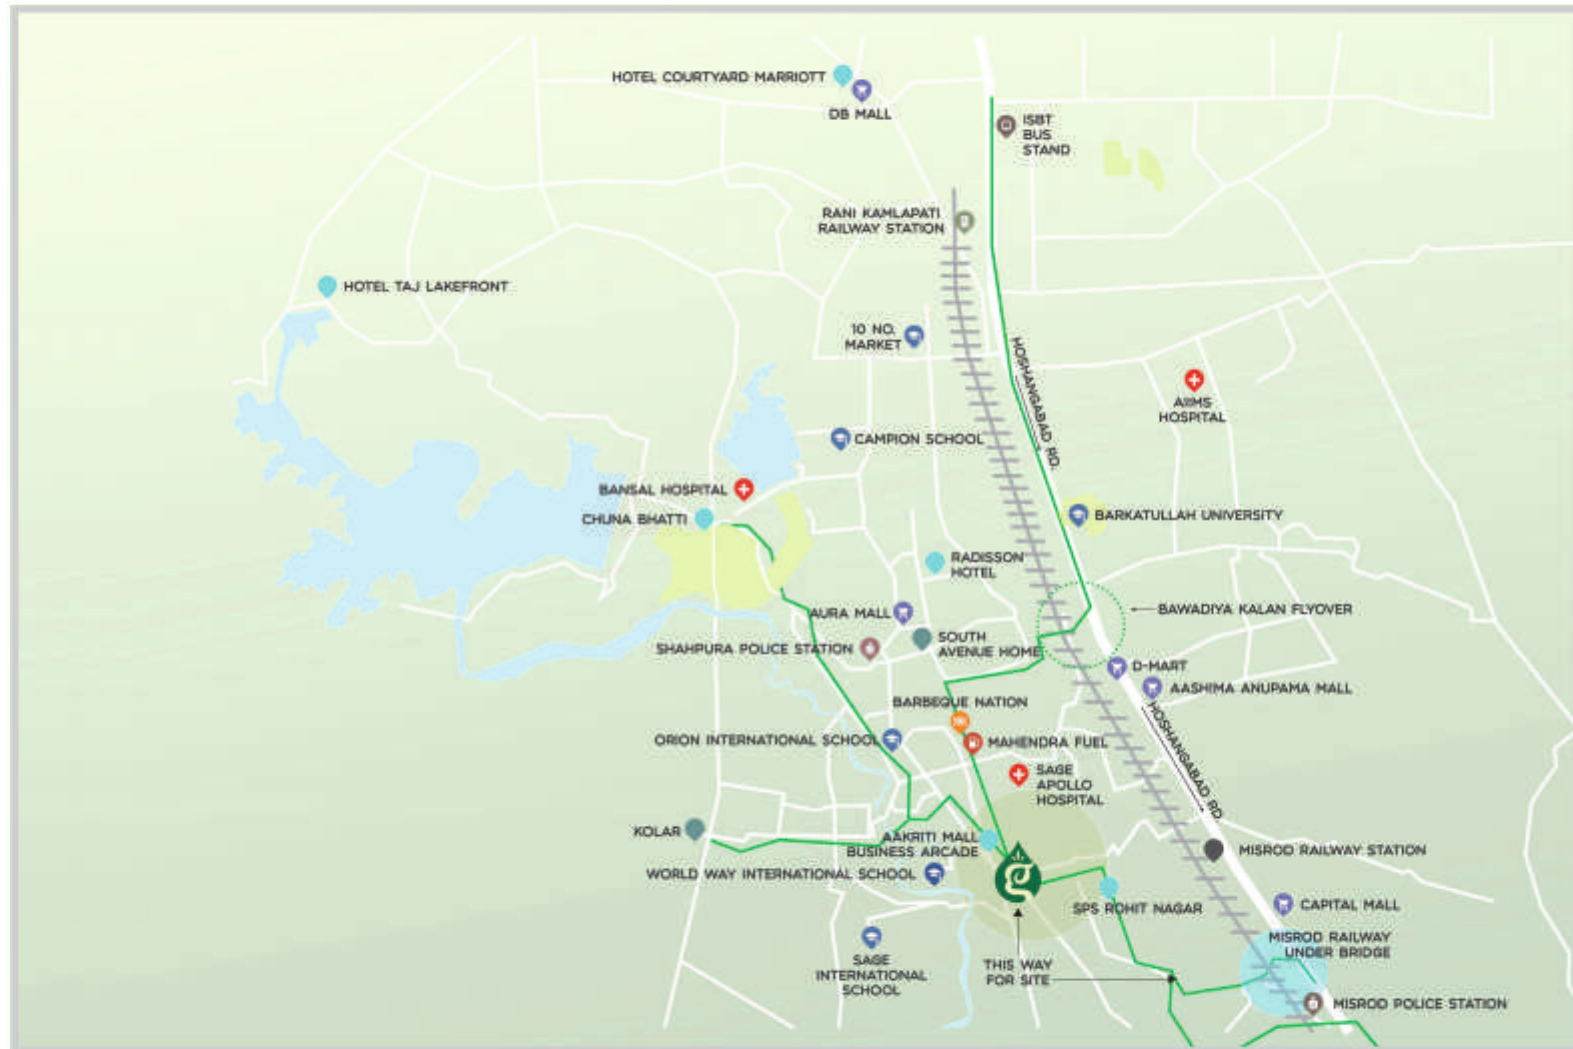 HOTEL COURTYARD MARRIOTT
DB MALL
ISBT
BUS
STAND
RANI KAMLAPATI
RAILWAY STATION
HOTEL TAJ LAKEFRONT
10 NO.
MARKET
HOSHANGABAD RD.
AIIMS
HOSPITAL
CAMPION SCHOOL
BANSAL HOSPITAL
CHUNA BHATTI
BARKATULLAH UNIVERSITY
RADISSON
HOTEL
AURA MALL
BAWADIYA KALAN FLYOVER
SHAHPURA POLICE STATION
SOUTH
AVENUE HOME
D-MART
AASHIMA ANUPAMA MALL
BARBEQUE NATION
HOSHANGABAD RD
ORION INTERNATIONAL SCHOOL
MAHENDRA FUEL
SAGE
APOLLO
HOSPITAL
KOLAR
AAKRITI MALL
BUSINESS ARCADE
MISROD RAILWAY STATION
WORLD WAY INTERNATIONAL SCHOOL
g
SPS ROHIT NAGAR
CAPITAL MALL
MISROD RAILWAY
UNDER BRIDGE
SAGE
INTERNATIONAL
SCHOOL
THIS WAY
FOR SITE
MISROD POLICE STATION